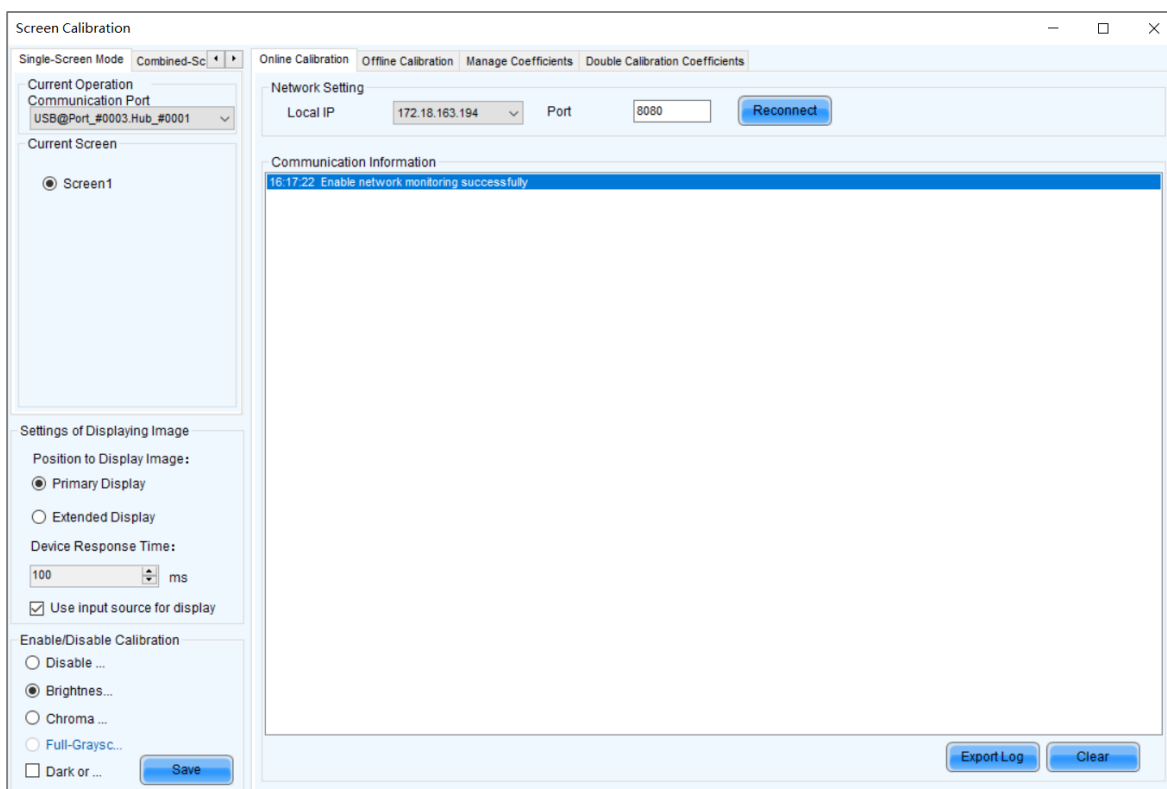 Screen Calibration
Single-Screen Mode
Combined-Sc
Current Operation
Communication Port
USB@Port_#0003.Hub_#0001
Current Screen
Screen1
Settings of Displaying Image
Position to Display Image:
Primary Display
Extended Display
Device Response Time:
100 ms
Use input source for display
Enable/Disable Calibration
Disable ...
Brightnes...
Chroma ...
Full-Graysc...
Dark or ...
Save
Online Calibration
Offline Calibration
Manage Coefficients
Double Calibration Coefficients
Network Setting
Local IP 172.18.163.194 Port 8080 Reconnect
Communication Information
16:17:22 Enable network monitoring successfully
Export Log
Clear